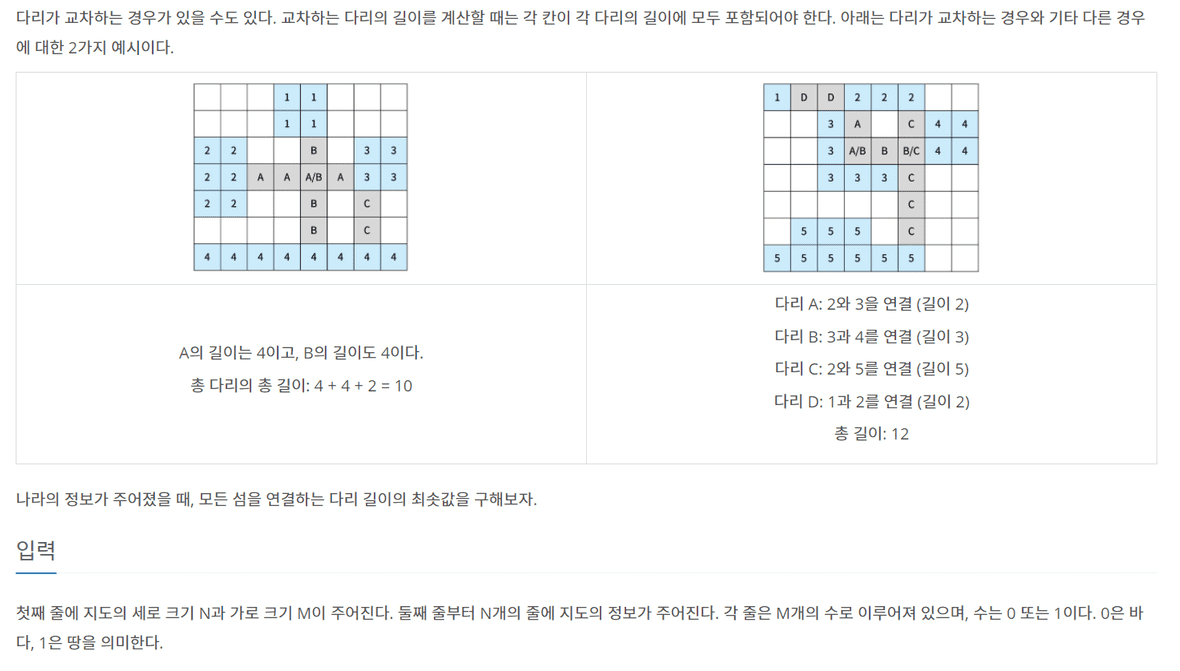 다리가 교차하는 경우가 있을 수도 있다. 교차하는 다리의 길이를 계산할 때는 각 칸이 각 다리의 길이에 모두 포함되어야 한다. 아래는 다리가 교차하는 경우와 기타 다른 경우
에 대한 2가지 예시이다.
1 1
1 1
2 2 B 3 3
2 2 A A A/B A 3 3
2 2 B C
B C
4 4 4 4 4 4 4 4
1 D D 2 2 2
3 A C 4 4
3 A/B B B/C 4 4
3 3 3 C
C
5 5 5 C
5 5 5 5 5 5
A의 길이는 4이고, B의 길이도 4이다.
총 다리의 총 길이: 4 + 4 + 2 = 10
다리 A: 2와 3을 연결 (길이 2)
다리 B: 3과 4를 연결 (길이 3)
다리 C: 2와 5를 연결 (길이 5)
다리 D: 1과 2를 연결 (길이 2)
총 길이: 12
나라의 정보가 주어졌을 때, 모든 섬을 연결하는 다리 길이의 최솟값을 구해보자.
입력
첫째 줄에 지도의 세로 크기 N과 가로 크기 M이 주어진다. 둘째 줄부터 N개의 줄에 지도의 정보가 주어진다. 각 줄은 M개의 수로 이루어져 있으며, 수는 0 또는 1이다. 0은 바
다, 1은 땅을 의미한다.